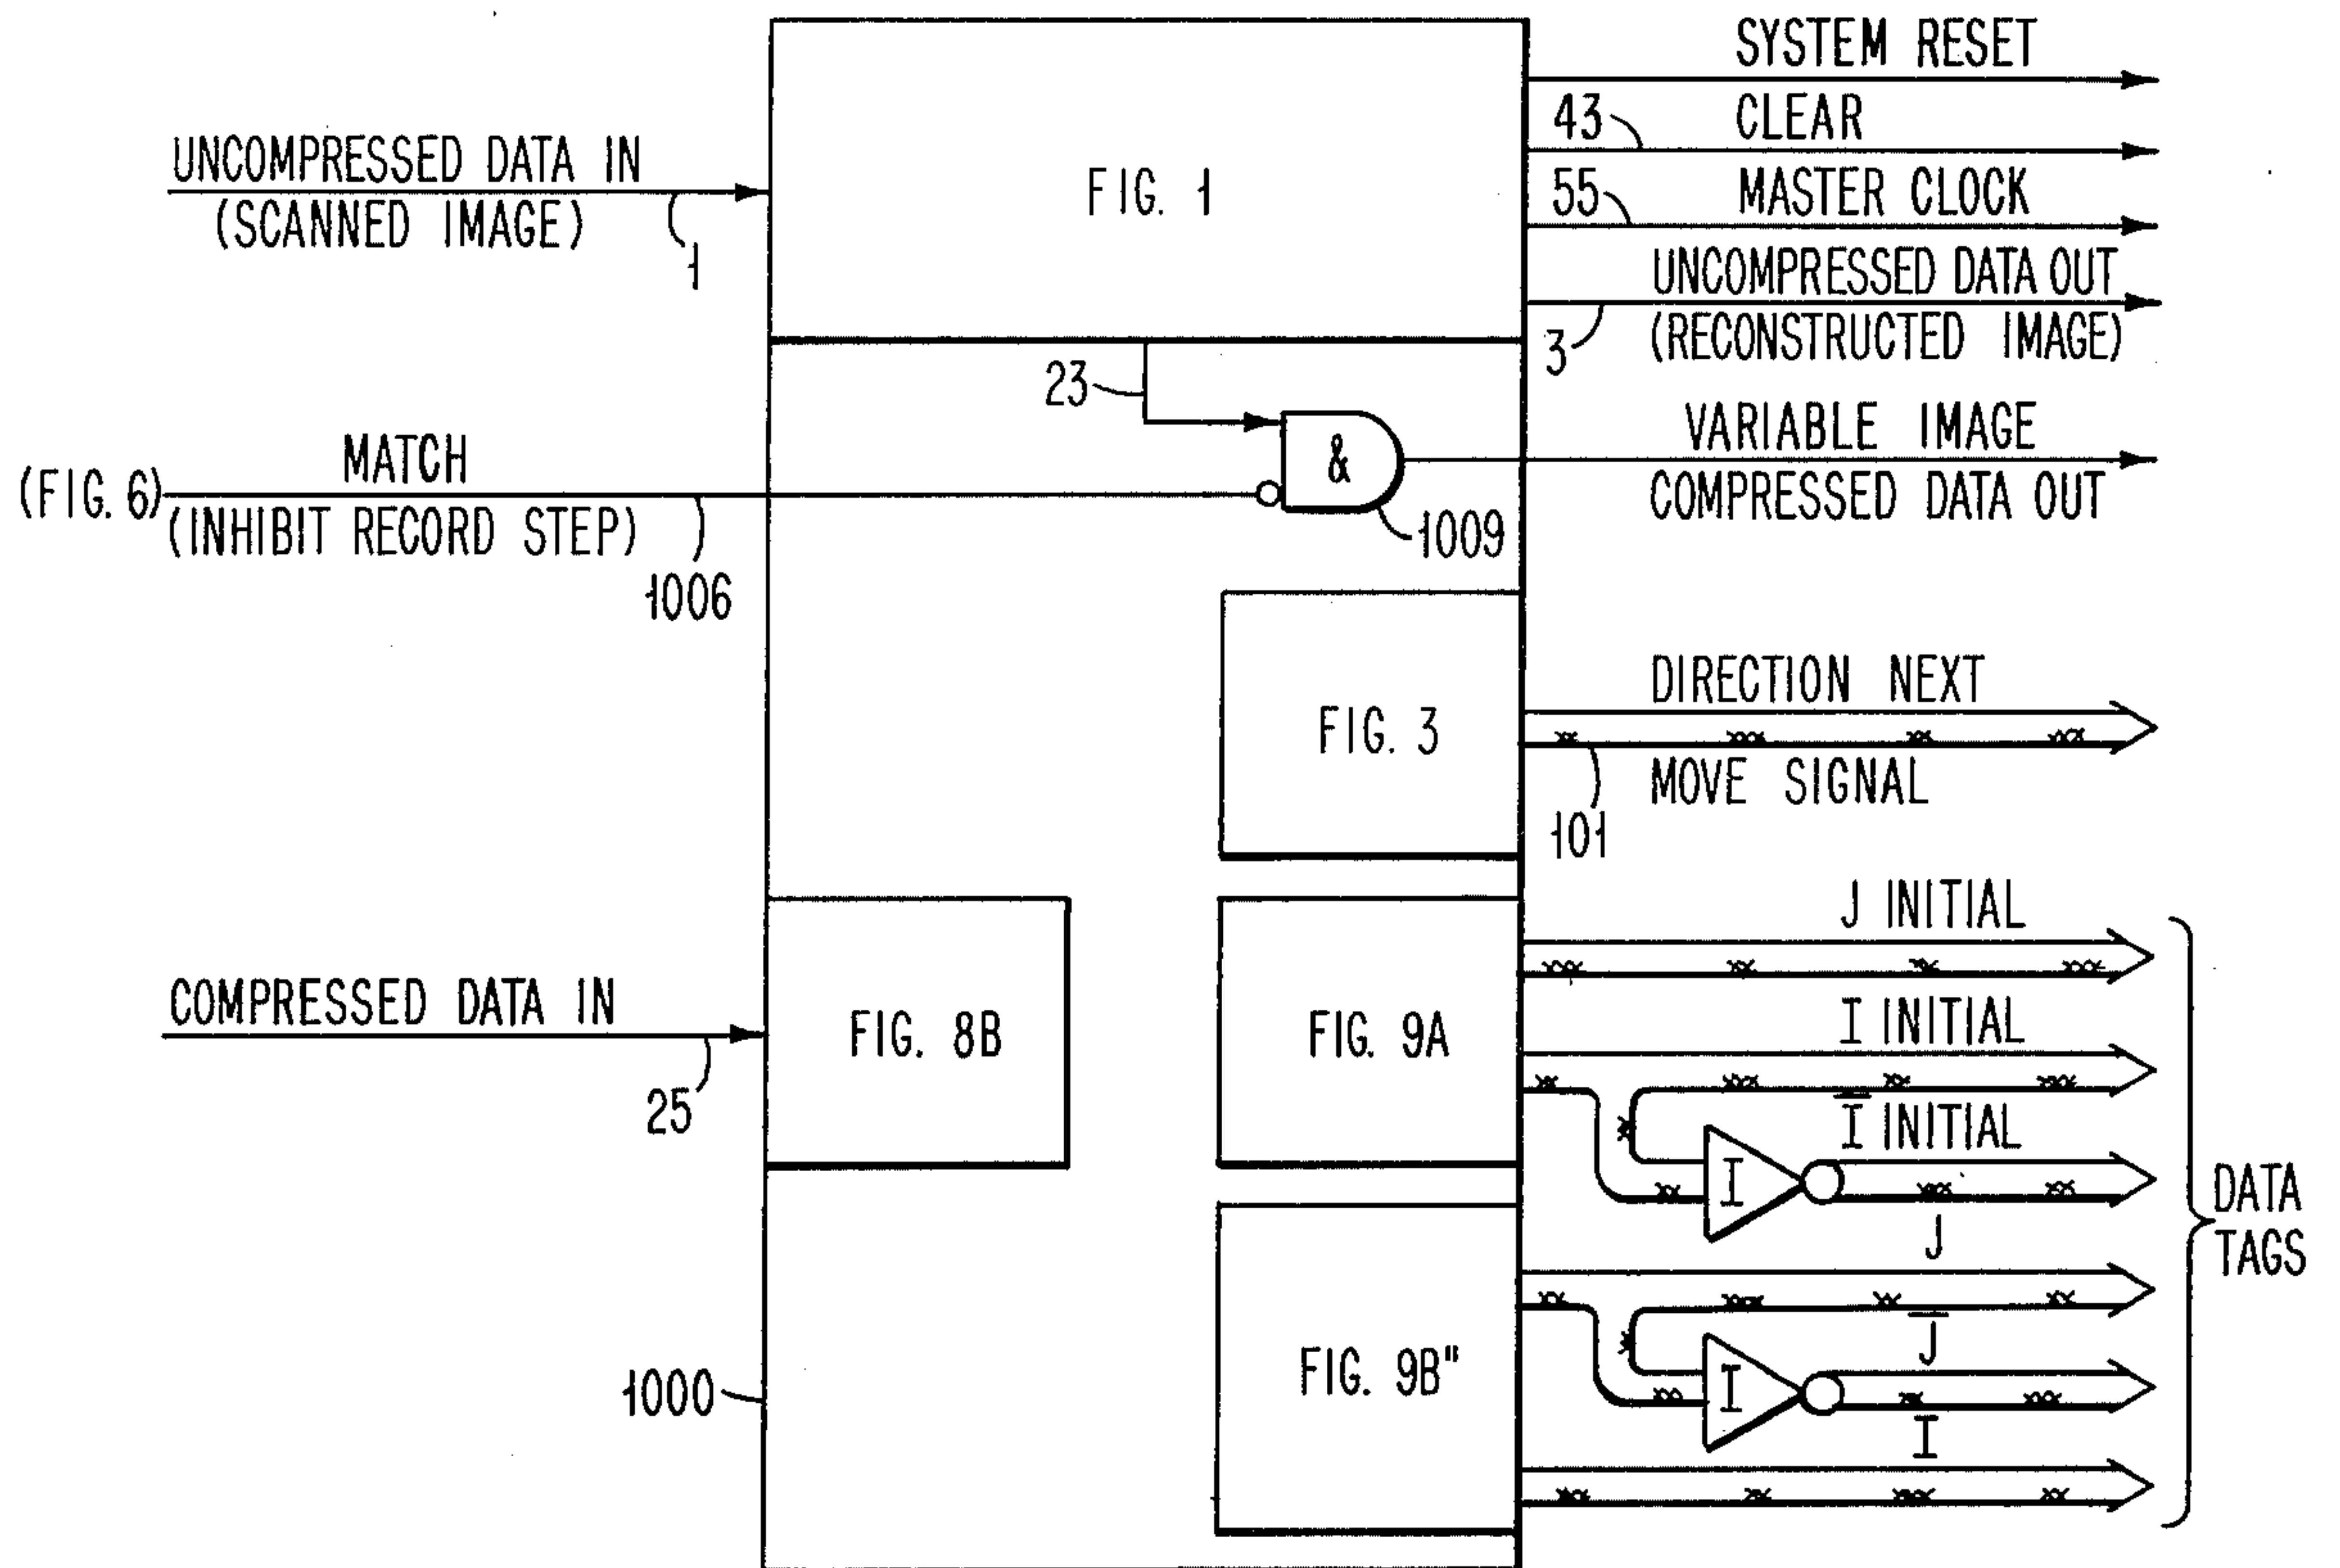 SYSTEM RESET
43
CLEAR
55
MASTER CLOCK
UNCOMPRESSED DATA OUT
3
(RECONSTRUCTED IMAGE)
UNCOMPRESSED DATA IN
(SCANNED IMAGE)
1
FIG. 1
23
(FIG. 6)
MATCH
(INHIBIT RECORD STEP)
1006
&
1009
VARIABLE IMAGE
COMPRESSED DATA OUT
FIG. 3
DIRECTION NEXT
MOVE SIGNAL
101
COMPRESSED DATA IN
25
FIG. 8B
FIG. 9A
J INITIAL
I INITIAL
I̅ INITIAL
I
1000
FIG. 9B"
J
J̅
I
I
DATA
TAGS